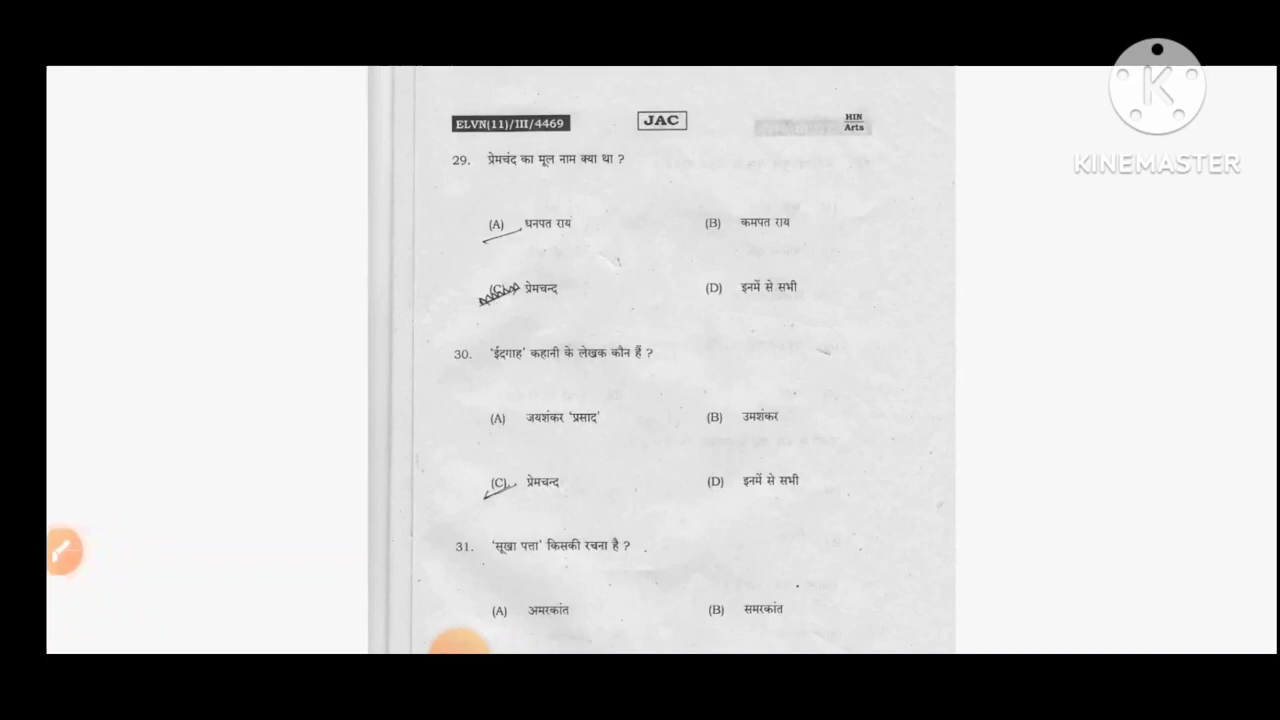 KINEMASTER
ELVN(11)/III/4469 JAC HIN
Arts
29. प्रेमचंद का मूल नाम क्या था ?
(A) धनपत राय (B) कमपत राय
(C) प्रेमचन्द (D) इनमें से सभी
30. 'ईदगाह' कहानी के लेखक कौन हैं ?
(A) जयशंकर 'प्रसाद' (B) उमशंकर
(C) प्रेमचन्द (D) इनमें से सभी
31. 'सूखा पत्ता' किसकी रचना है ?
(A) अमरकांत (B) समरकांत